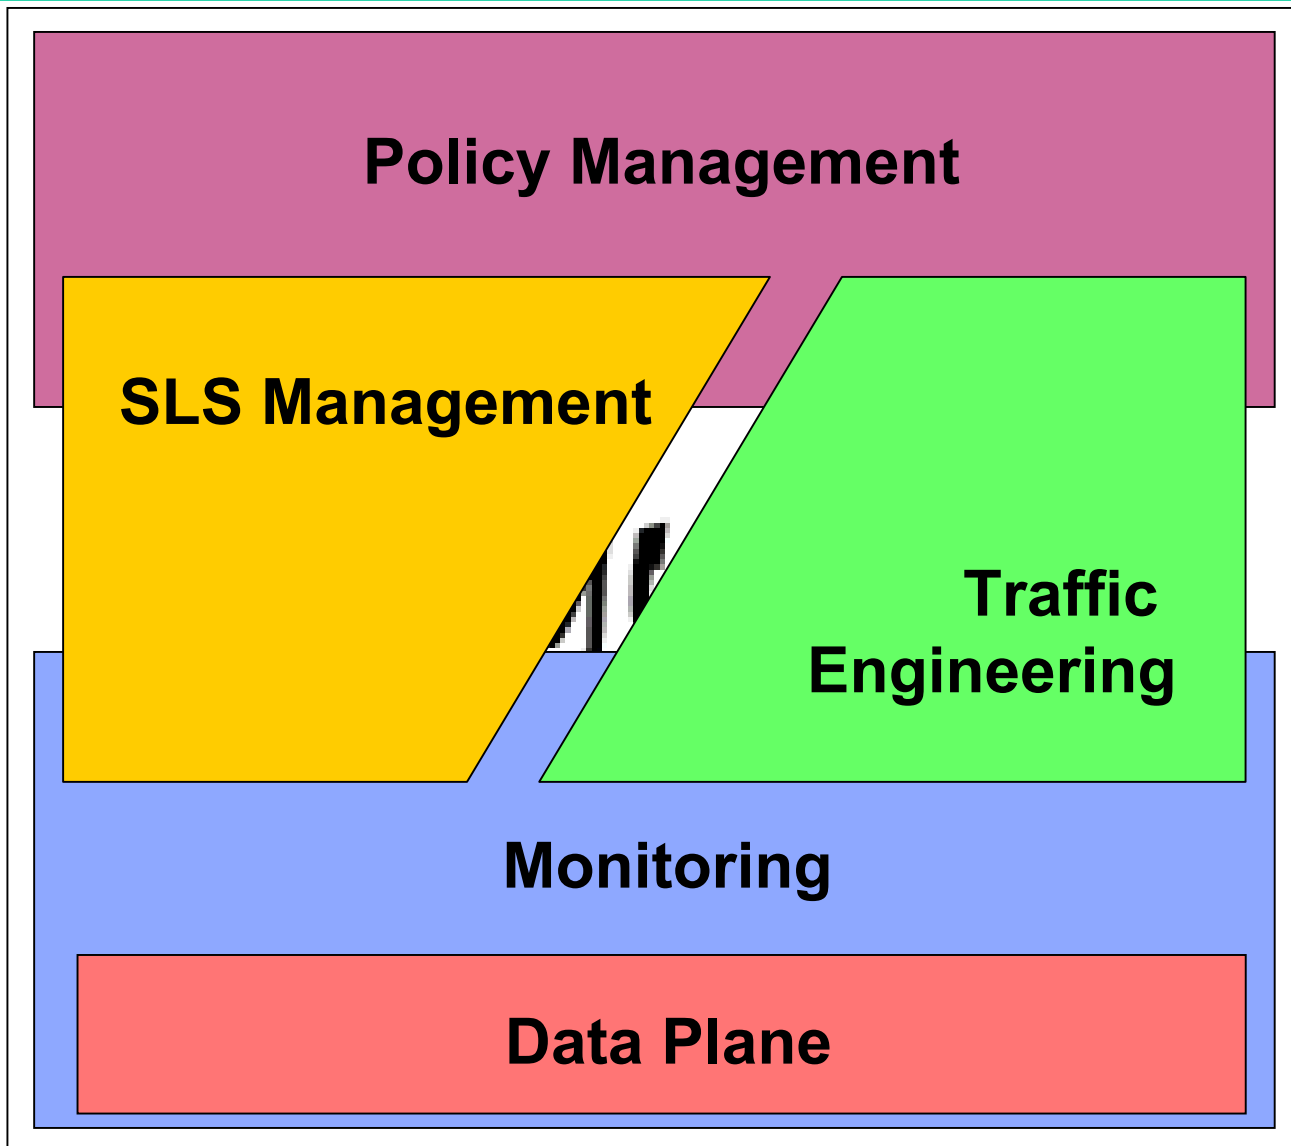 Policy Management
SLS Management
Traffic
Engineering
Monitoring
Data Plane